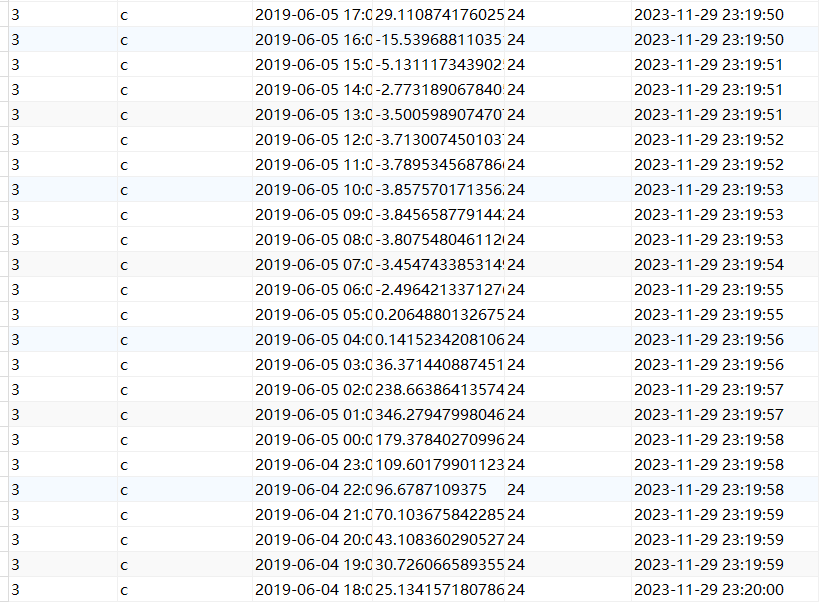 3 c 2019-06-05 17:0 29.110874176025 24 2023-11-29 23:19:50
3 c 2019-06-05 16:0 -15.53968811035 24 2023-11-29 23:19:50
3 c 2019-06-05 15:0 -5.131117343902 24 2023-11-29 23:19:51
3 c 2019-06-05 14:0 -2.773189067840 24 2023-11-29 23:19:51
3 c 2019-06-05 13:0 -3.500598907470 24 2023-11-29 23:19:51
3 c 2019-06-05 12:0 -3.713007450103 24 2023-11-29 23:19:52
3 c 2019-06-05 11:0 -3.789534568786 24 2023-11-29 23:19:52
3 c 2019-06-05 10:0 -3.857570171356 24 2023-11-29 23:19:53
3 c 2019-06-05 09:0 -3.845658779144 24 2023-11-29 23:19:53
3 c 2019-06-05 08:0 -3.807548046112 24 2023-11-29 23:19:53
3 c 2019-06-05 07:0 -3.454743385314 24 2023-11-29 23:19:54
3 c 2019-06-05 06:0 -2.496421337127 24 2023-11-29 23:19:55
3 c 2019-06-05 05:0 0.2064880132675 24 2023-11-29 23:19:55
3 c 2019-06-05 04:0 0.1415234208106 24 2023-11-29 23:19:56
3 c 2019-06-05 03:0 36.371440887451 24 2023-11-29 23:19:56
3 c 2019-06-05 02:0 238.66386413574 24 2023-11-29 23:19:57
3 c 2019-06-05 01:0 346.27947998046 24 2023-11-29 23:19:57
3 c 2019-06-05 00:0 179.37840270996 24 2023-11-29 23:19:58
3 c 2019-06-04 23:0 109.60179901123 24 2023-11-29 23:19:58
3 c 2019-06-04 22:0 96.6787109375 24 2023-11-29 23:19:58
3 c 2019-06-04 21:0 70.103675842285 24 2023-11-29 23:19:59
3 c 2019-06-04 20:0 43.108360290527 24 2023-11-29 23:19:59
3 c 2019-06-04 19:0 30.726066589355 24 2023-11-29 23:19:59
3 c 2019-06-04 18:0 25.134157180786 24 2023-11-29 23:20:00